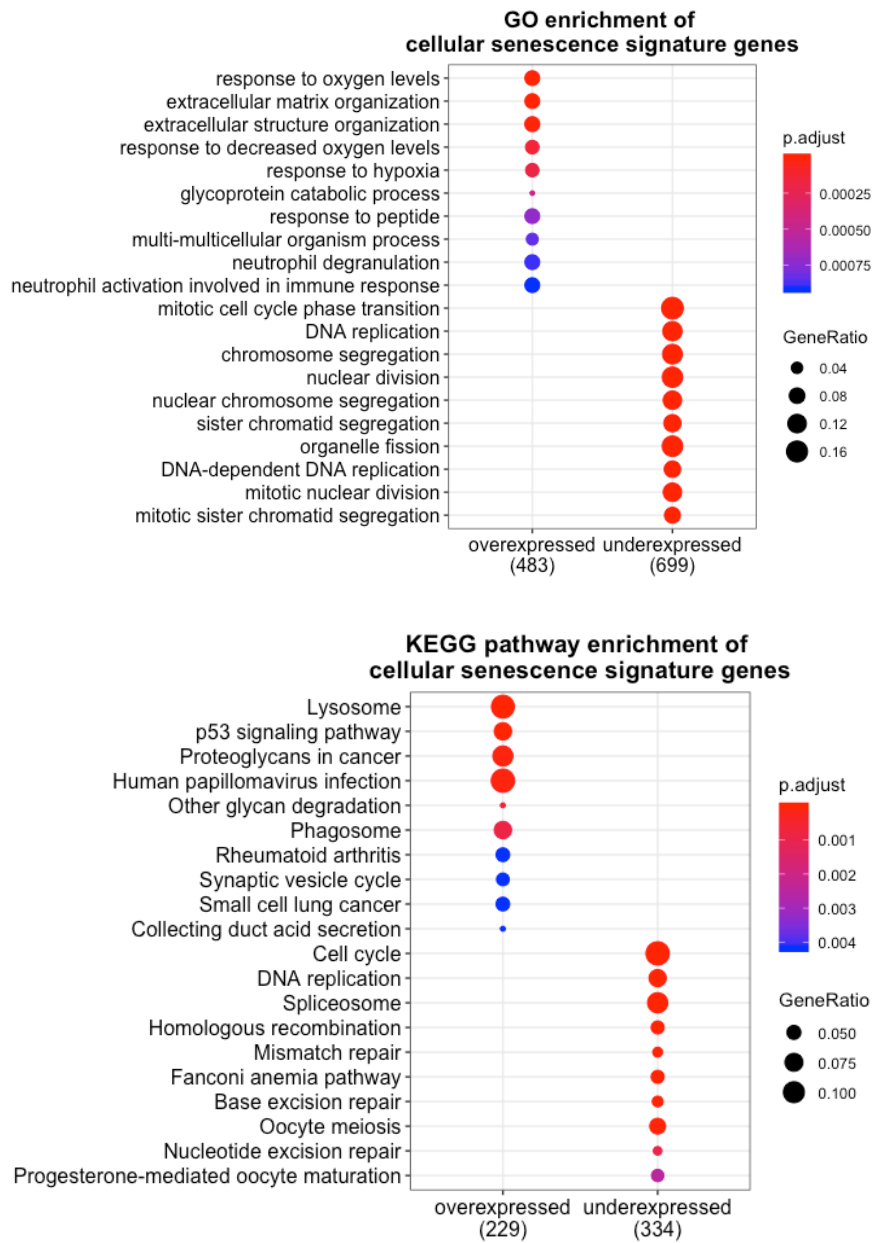 GO enrichment of
cellular senescence signature genes
response to oxygen levels
extracellular matrix organization
extracellular structure organization
response to decreased oxygen levels
response to hypoxia
glycoprotein catabolic process
response to peptide
multi-multicellular organism process
neutrophil degranulation
neutrophil activation involved in immune response
mitotic cell cycle phase transition
DNA replication
chromosome segregation
nuclear division
nuclear chromosome segregation
sister chromatid segregation
organelle fission
DNA-dependent DNA replication
mitotic nuclear division
mitotic sister chromatid segregation
overexpressed underexpressed
(483) (699)
p.adjust
0.00025
0.00050
0.00075
GeneRatio
0.04
0.08
0.12
0.16
KEGG pathway enrichment of
cellular senescence signature genes
Lysosome
p53 signaling pathway
Proteoglycans in cancer
Human papillomavirus infection
Other glycan degradation
Phagosome
Rheumatoid arthritis
Synaptic vesicle cycle
Small cell lung cancer
Collecting duct acid secretion
Cell cycle
DNA replication
Spliceosome
Homologous recombination
Mismatch repair
Fanconi anemia pathway
Base excision repair
Oocyte meiosis
Nucleotide excision repair
Progesterone-mediated oocyte maturation
overexpressed underexpressed
(229) (334)
p.adjust
0.001
0.002
0.003
0.004
GeneRatio
0.050
0.075
0.100